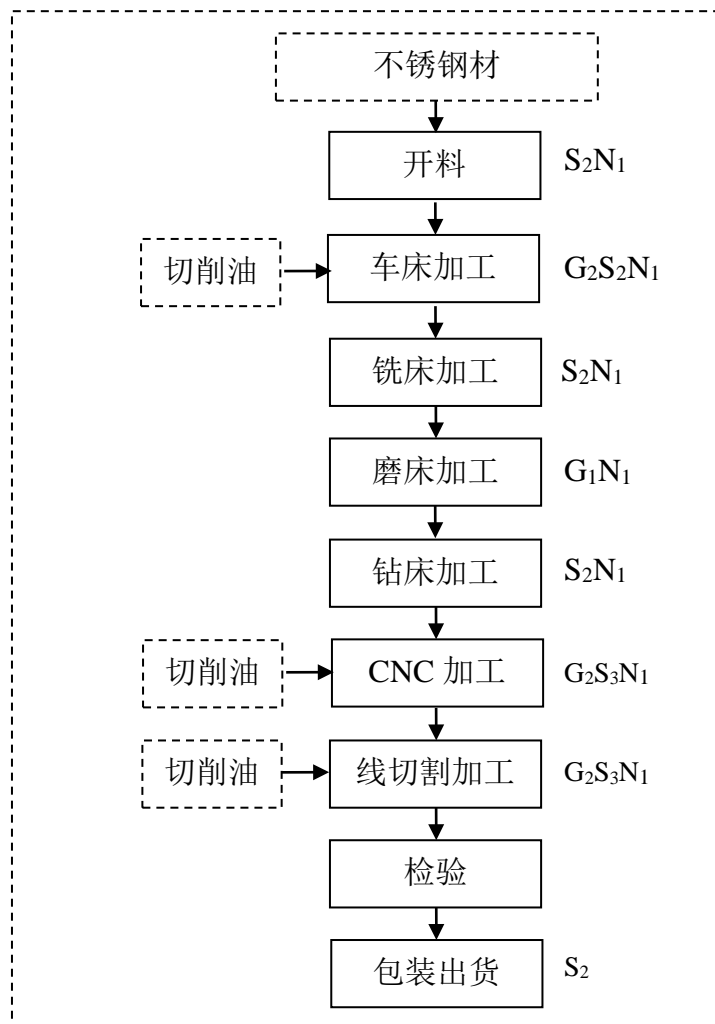 不锈钢材
开料 S₂N₁
切削油 车床加工 G₂S₂N₁
铣床加工 S₂N₁
磨床加工 G₁N₁
钻床加工 S₂N₁
切削油 CNC 加工 G₂S₃N₁
切削油 线切割加工 G₂S₃N₁
检验
包装出货 S₂